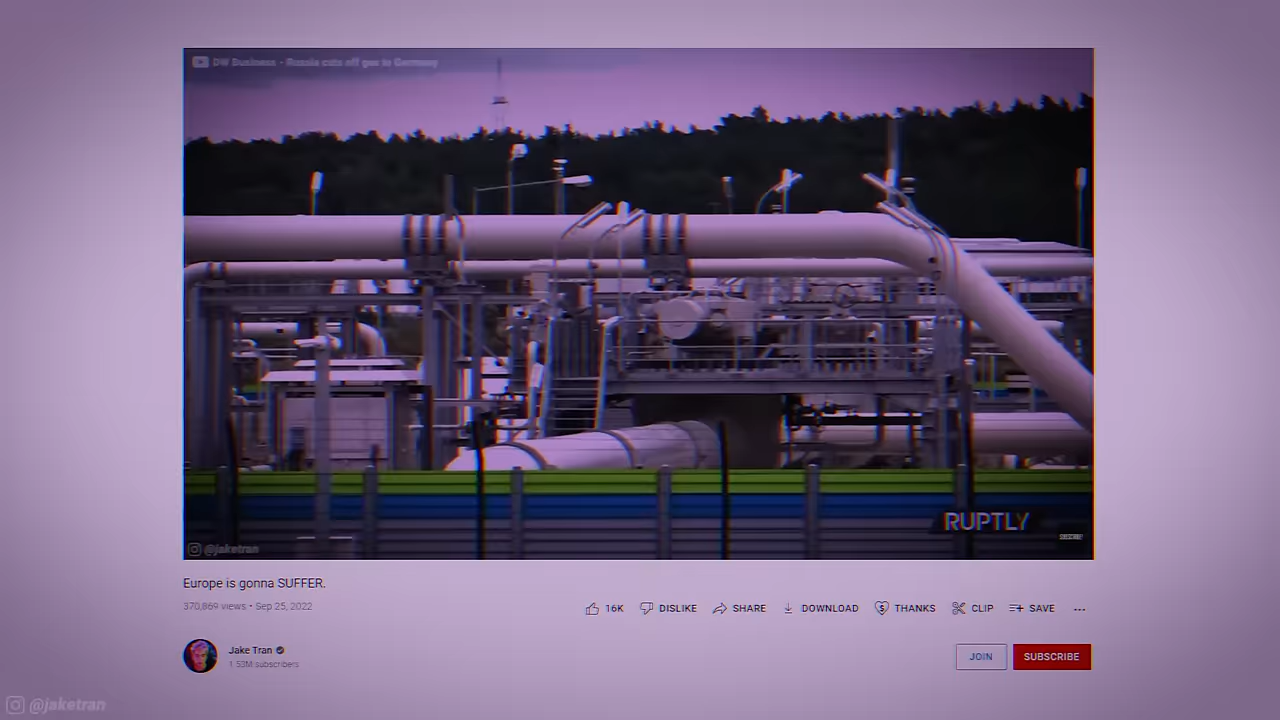 DW Business - Russia cuts off gas to Germany
RUPTLY
@jaketran
Europe is gonna SUFFER.
370,869 views • Sep 25, 2022
16K DISLIKE SHARE DOWNLOAD THANKS CLIP SAVE ...
Jake Tran
1.53M subscribers
JOIN SUBSCRIBE
@jaketran